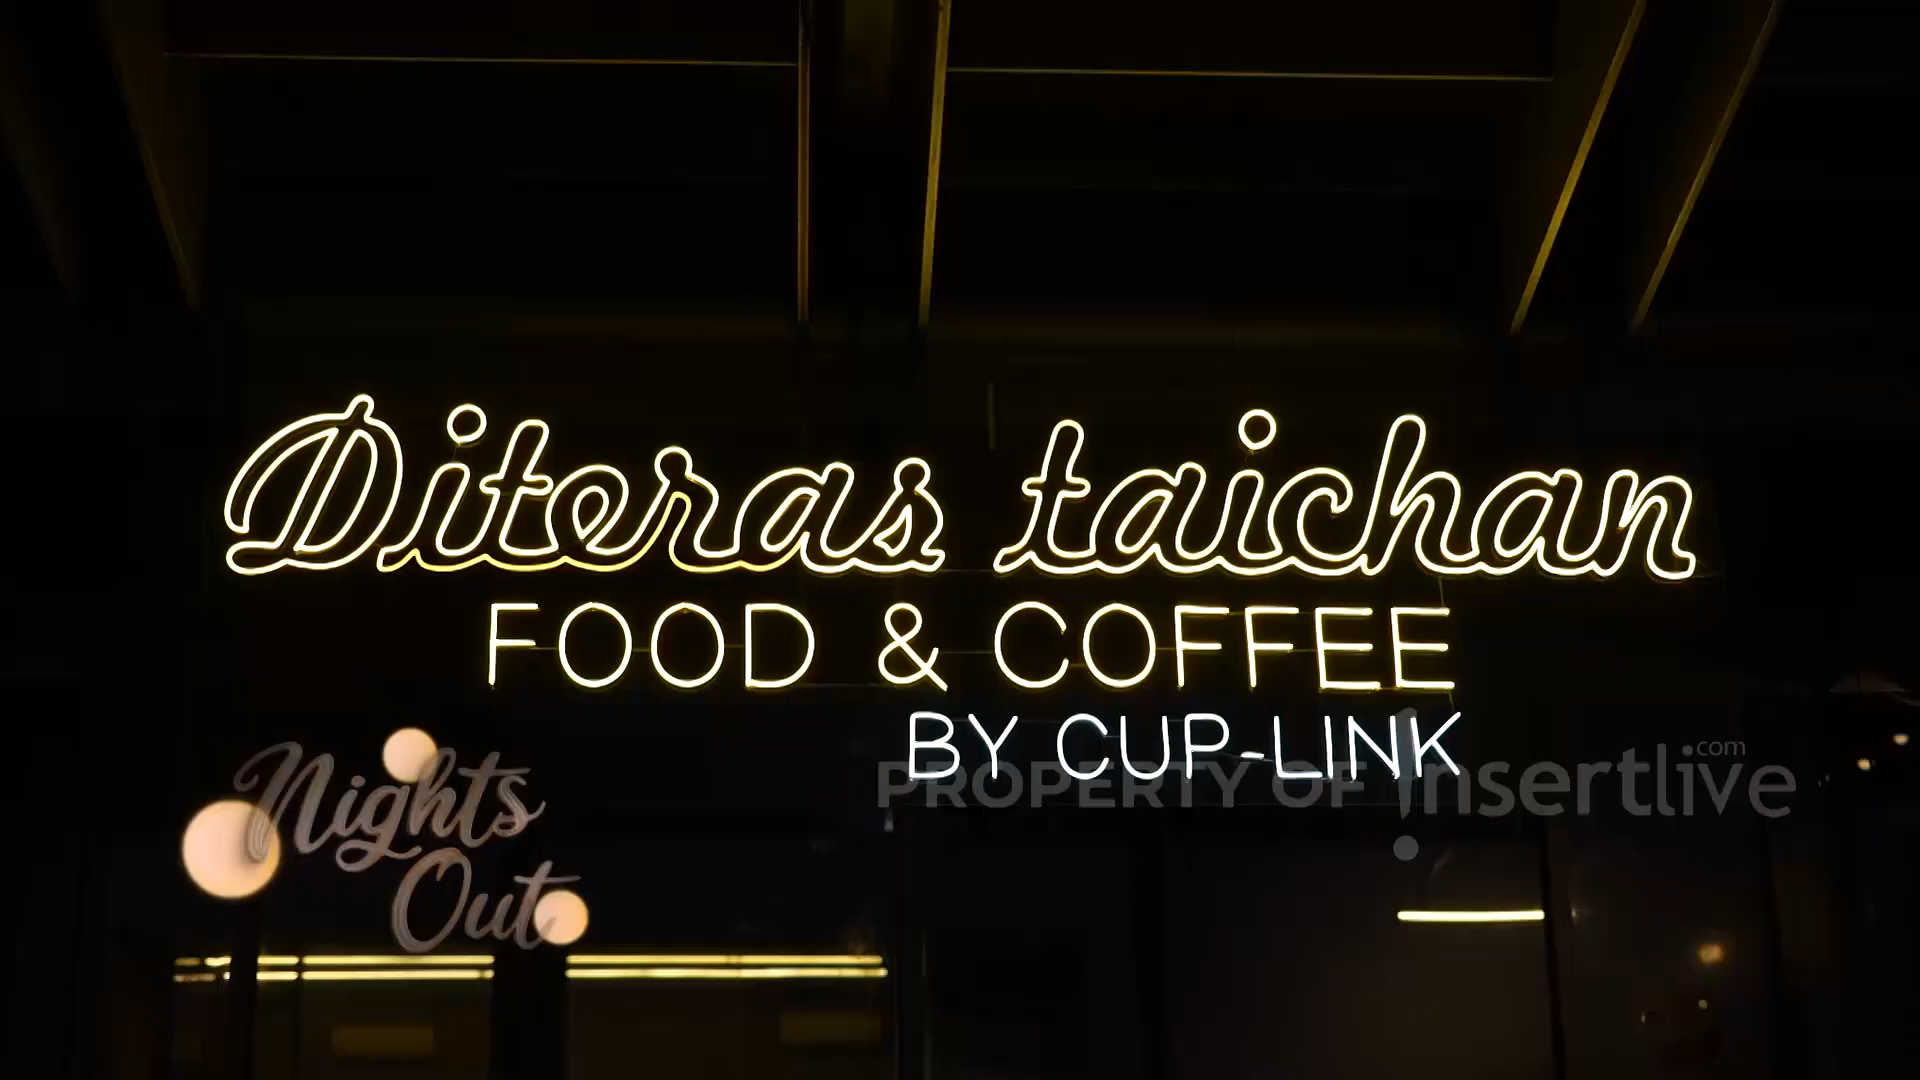 Diteras taichan
FOOD & COFFEE
BY CUP-LINK
Nights
Out
PROPERTY OF insertlive
.com